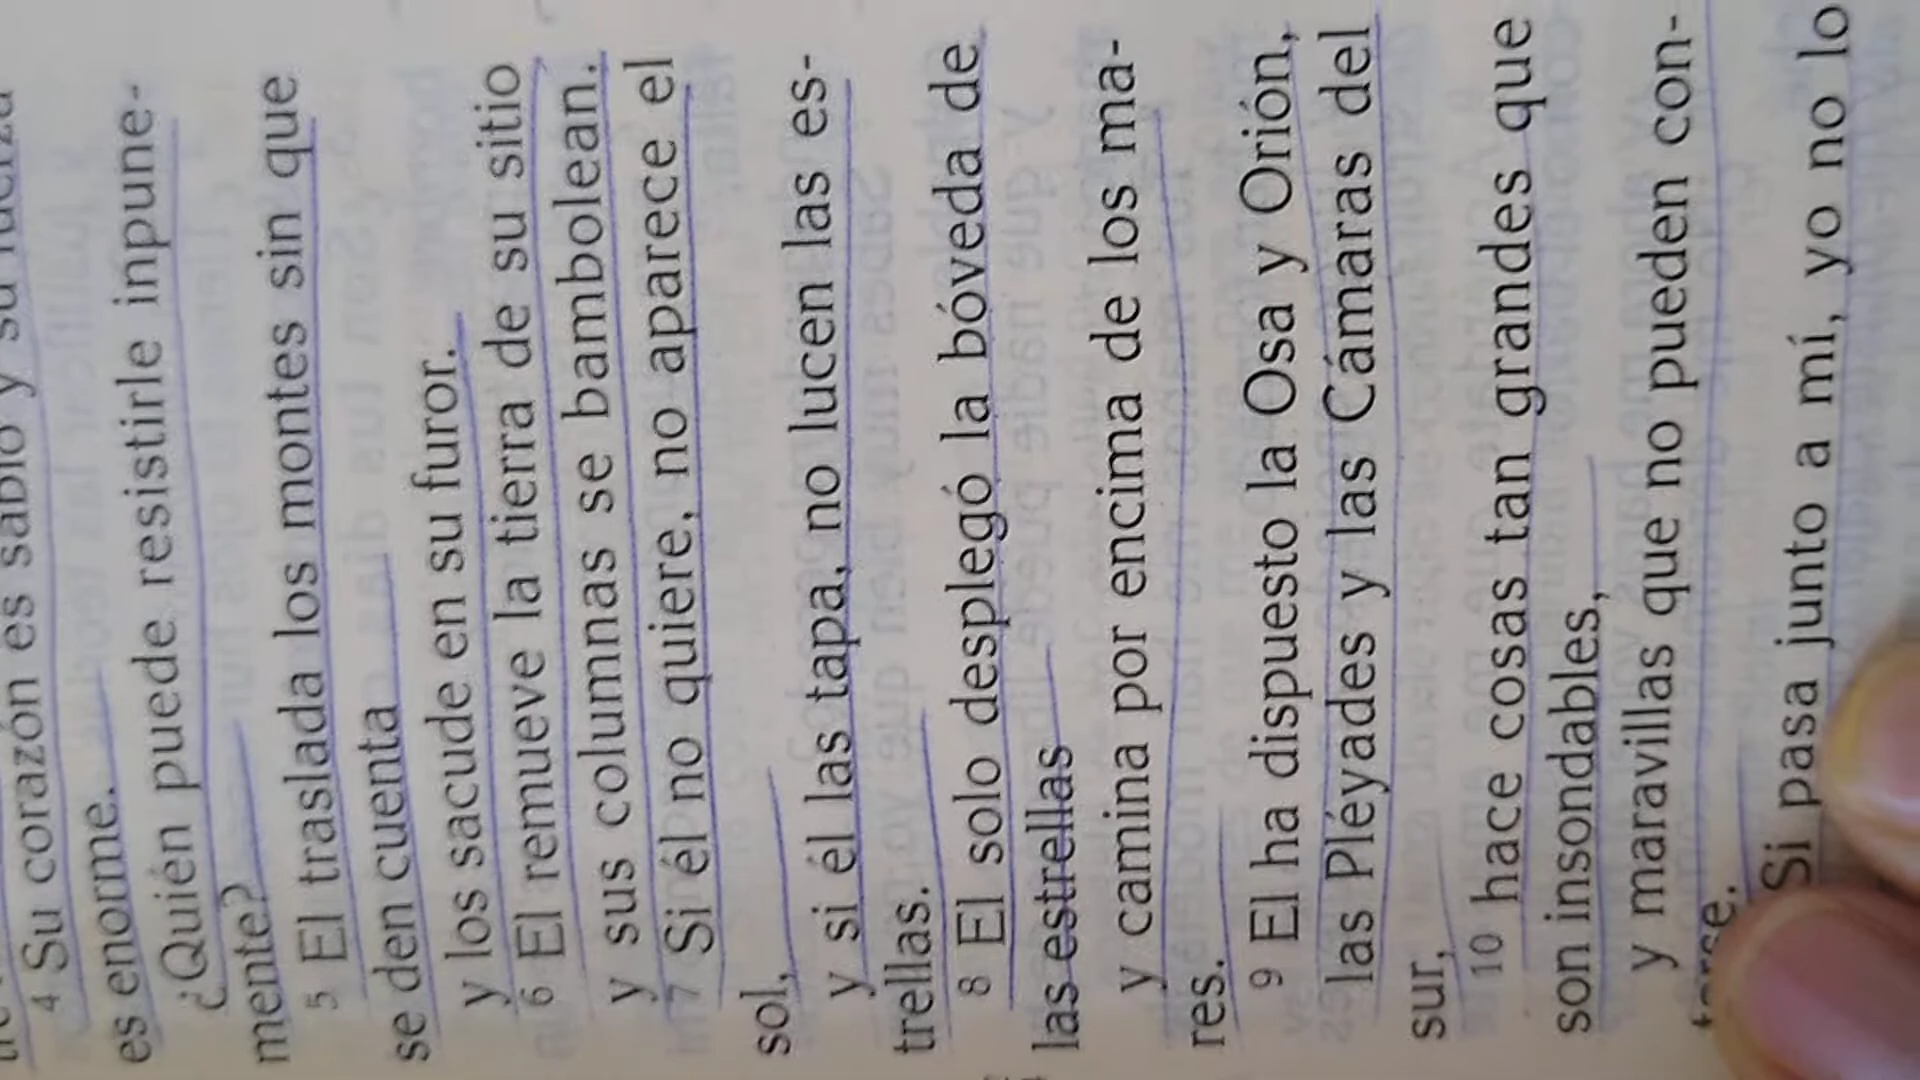 4 Su corazón es sabio y su fuerza
es enorme.
¿Quién puede resistirle inpune-
mente?
5 El traslada los montes sin que
se den cuenta
y los sacude en su furor.
6 El remueve la tierra de su sitio
y sus columnas se bambolean.
7 Si él no quiere, no aparece el
sol,
y si él las tapa, no lucen las es-
trellas.
8 El solo desplegó la bóveda de
las estrellas
y camina por encima de los ma-
res.
9 El ha dispuesto la Osa y Orión,
las Pléyades y las Cámaras del
sur,
10 hace cosas tan grandes que
son insondables,
y maravillas que no pueden con-
tarse.
Si pasa junto a mí, yo no lo